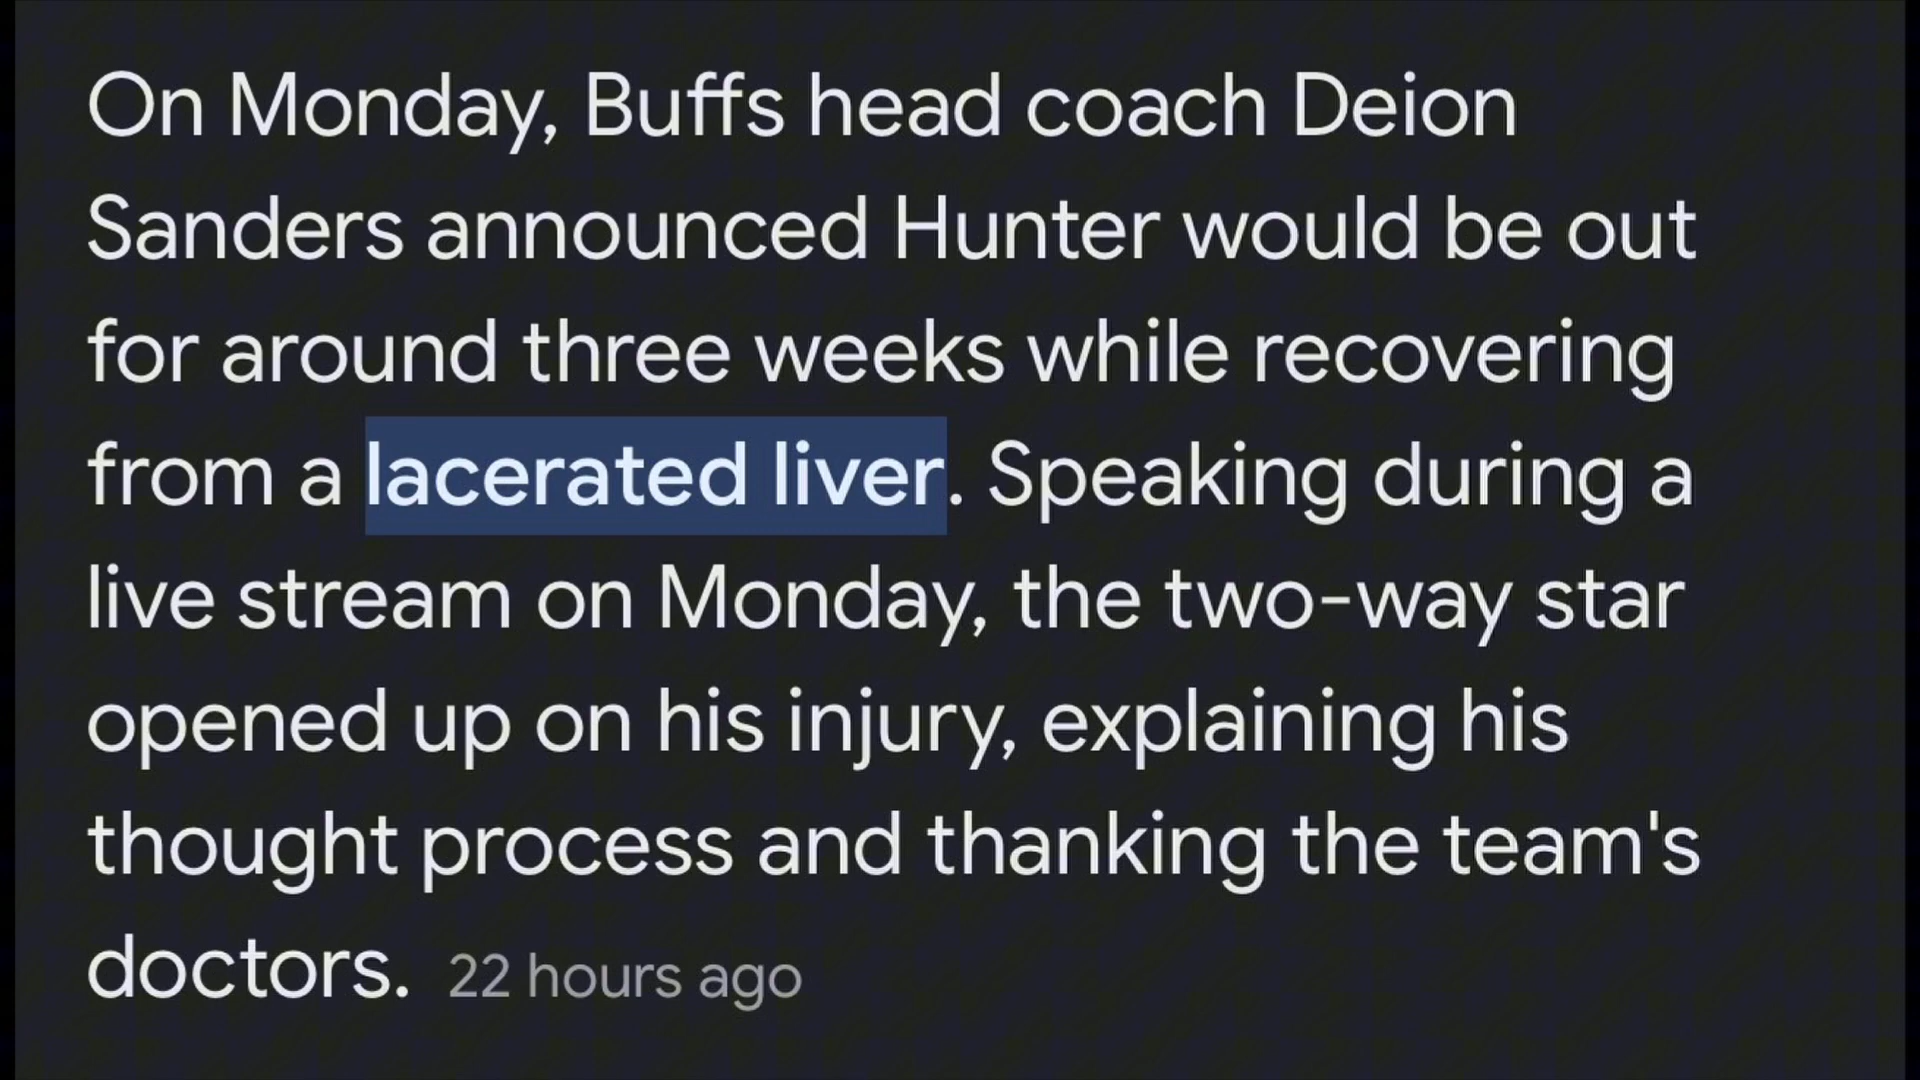 On Monday, Buffs head coach Deion
Sanders announced Hunter would be out
for around three weeks while recovering
from a lacerated liver. Speaking during a
live stream on Monday, the two-way star
opened up on his injury, explaining his
thought process and thanking the team's
doctors. 22 hours ago